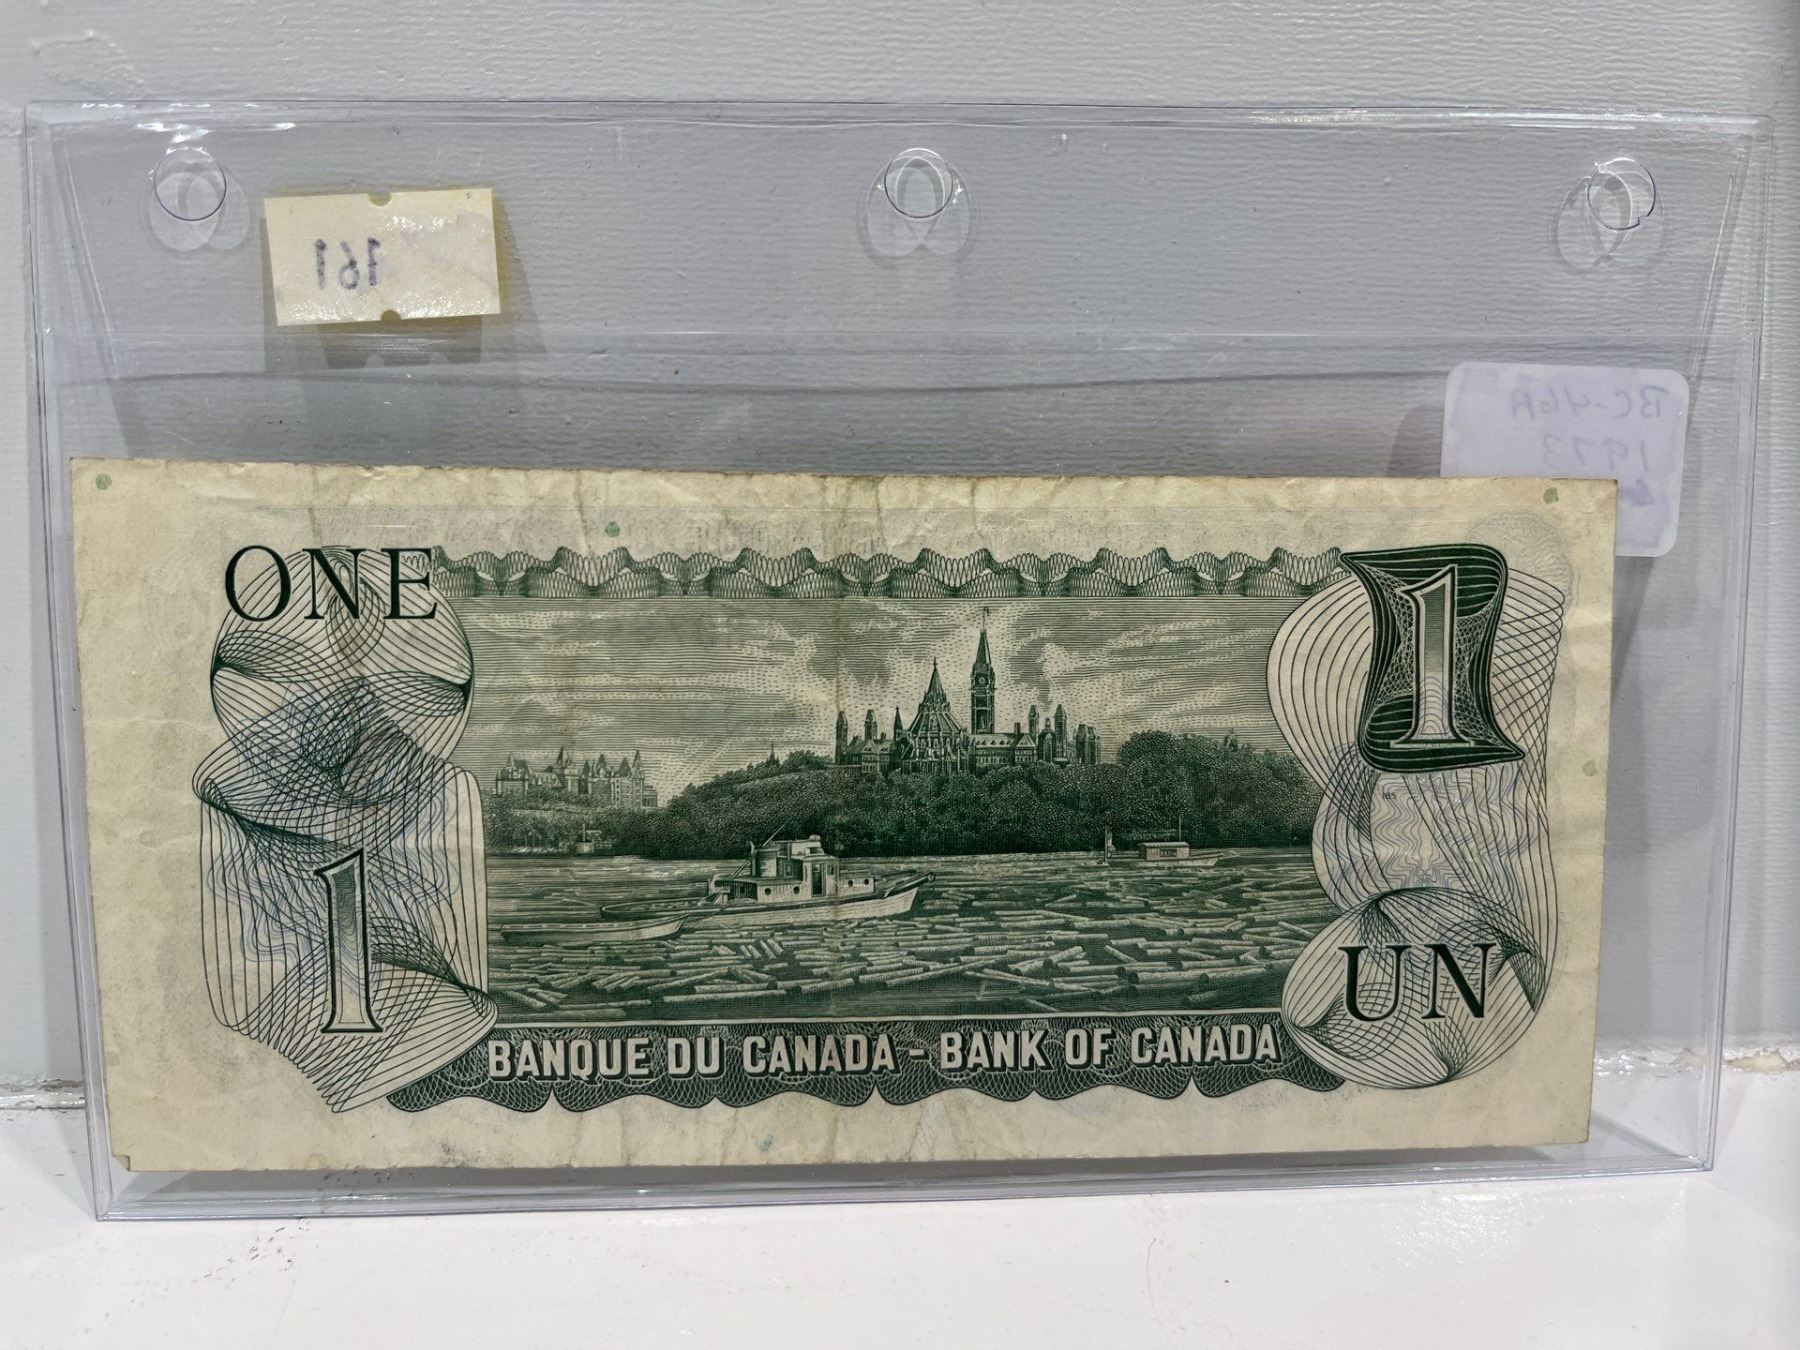 161
BC-46A
1973
ONE
1
1
UN
BANQUE DU CANADA - BANK OF CANADA